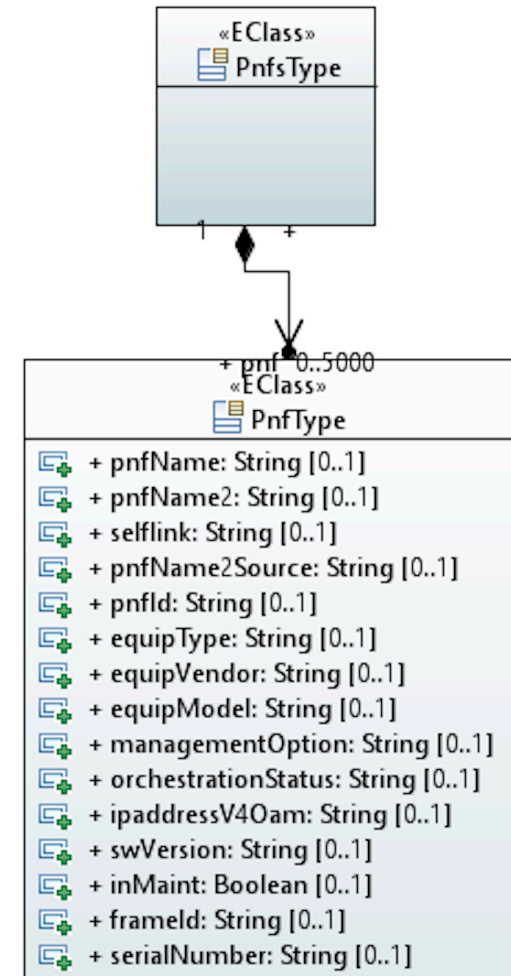 «EClass»
PnfsType
1 +
+ pnf 0..5000
«EClass»
PnfType
+ pnfName: String [0..1]
+ pnfName2: String [0..1]
+ selflink: String [0..1]
+ pnfName2Source: String [0..1]
+ pnfId: String [0..1]
+ equipType: String [0..1]
+ equipVendor: String [0..1]
+ equipModel: String [0..1]
+ managementOption: String [0..1]
+ orchestrationStatus: String [0..1]
+ ipaddressV4Oam: String [0..1]
+ swVersion: String [0..1]
+ inMaint: Boolean [0..1]
+ frameId: String [0..1]
+ serialNumber: String [0..1]